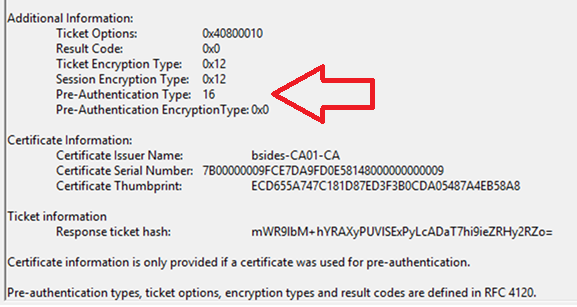 Additional Information:
Ticket Options: 0x40800010
Result Code: 0x0
Ticket Encryption Type: 0x12
Session Encryption Type: 0x12
Pre-Authentication Type: 16
Pre-Authentication EncryptionType: 0x0
Certificate Information:
Certificate Issuer Name: bsides-CA01-CA
Certificate Serial Number: 7B00000009FCE7DA9FD0E58148000000000009
Certificate Thumbprint: ECD655A747C181D87ED3F3B0CDA05487A4EB58A8
Ticket information
Response ticket hash: mWR9lbM+hYRAXyPUVlSExPyLcADaT7hi9ieZRHy2RZo=
Certificate information is only provided if a certificate was used for pre-authentication.
Pre-authentication types, ticket options, encryption types and result codes are defined in RFC 4120.